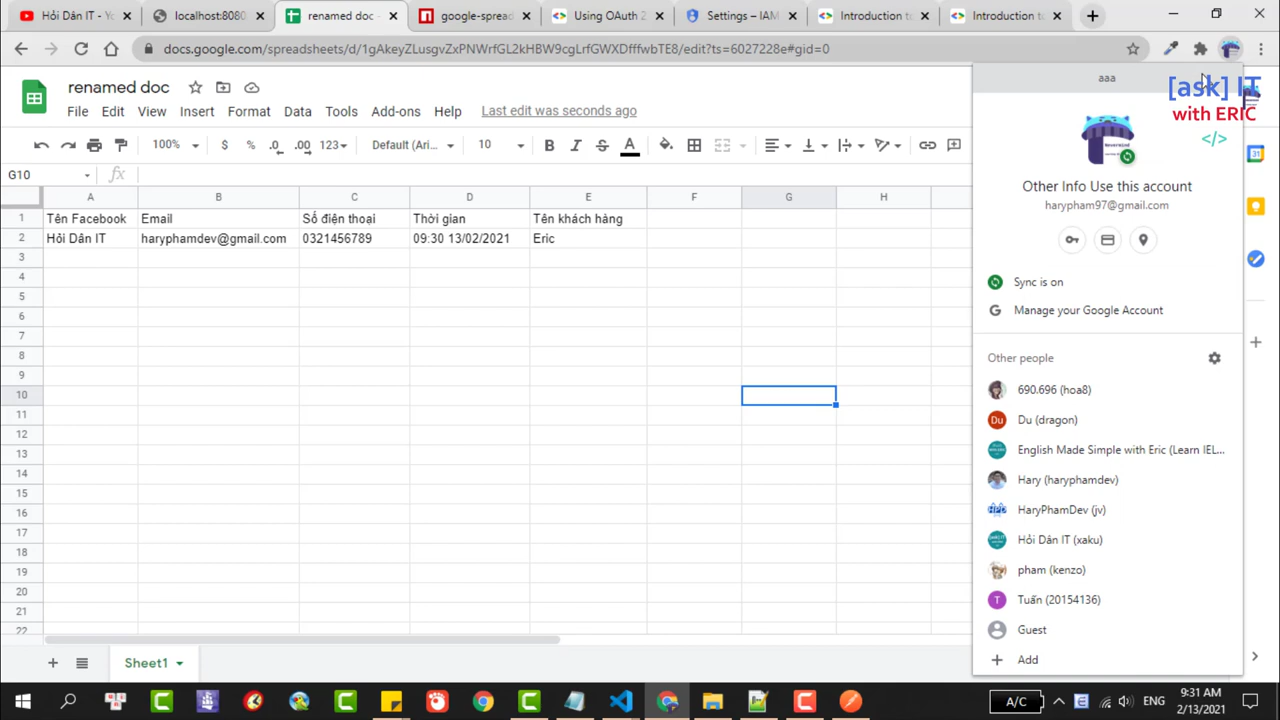 Hỏi Dân IT - Y
localhost:8080
renamed doc -
google-spread
Using OAuth 2
Settings – IAM
Introduction to
Introduction to
docs.google.com/spreadsheets/d/1gAkeyZLusgvZxPNWrfGL2kHBW9cgLrfGWXDfffwbTE8/edit?ts=6027228e#gid=0
renamed doc
File Edit View Insert Format Data Tools Add-ons Help Last edit was seconds ago
100% $ % .0 .00 123 Default (Ari... 10 B I S A
G10 fx
A B C D E F G H
1 Tên Facebook Email Số điện thoại Thời gian Tên khách hàng
2 Hỏi Dân IT haryphamdev@gmail.com 0321456789 09:30 13/02/2021 Eric
3
4
5
6
7
8
9
10
11
12
13
14
15
16
17
18
19
20
21
22
Sheet1
aaa
[ask] IT
with ERIC
</>
Nevermind
Other Info Use this account
harypham97@gmail.com
Sync is on
G Manage your Google Account
Other people
690.696 (hoa8)
Du Du (dragon)
English Made Simple with Eric (Learn IEL...
Hary (haryphamdev)
HPD HaryPhamDev (jv)
Hỏi Dân IT (xaku)
pham (kenzo)
T Tuấn (20154136)
Guest
Add
31
A/C
ENG
9:31 AM
2/13/2021